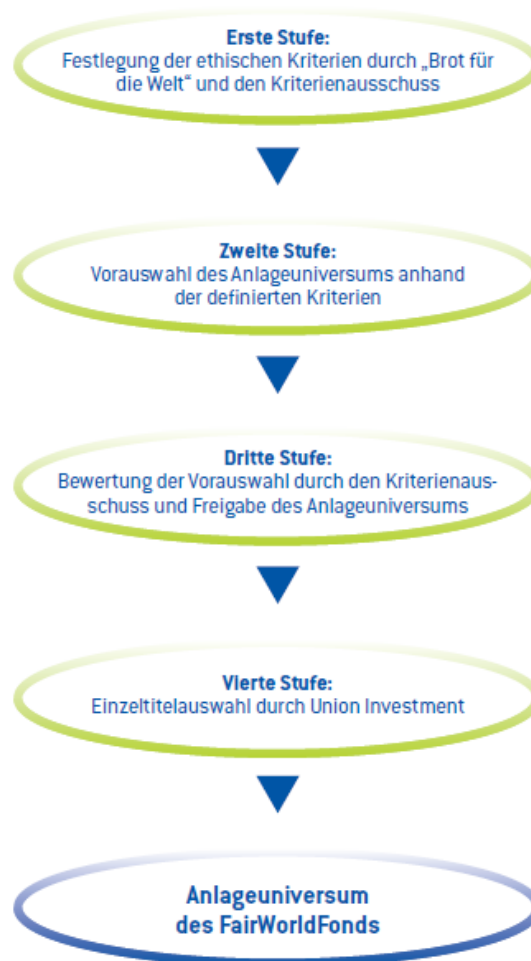 Erste Stufe:
Festlegung der ethischen Kriterien durch „Brot für
die Welt“ und den Kriterienausschuss
Zweite Stufe:
Vorauswahl des Anlageuniversums anhand
der definierten Kriterien
Dritte Stufe:
Bewertung der Vorauswahl durch den Kriterienaus-
schuss und Freigabe des Anlageuniversums
Vierte Stufe:
Einzeltitelauswahl durch Union Investment
Anlageuniversum
des FairWorldFonds